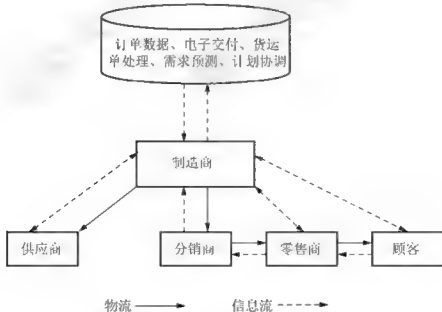 订单数据、电子交付、货运
单处理、需求预测、计划协调
制造商
供应商
分销商
零售商
顾客
物流
信息流